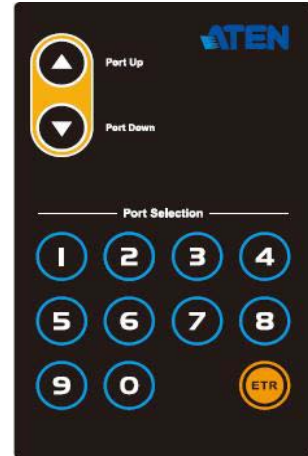 ATEN
Port Up
Port Down
Port Selection
1 2 3 4
5 6 7 8
9 0 ETR